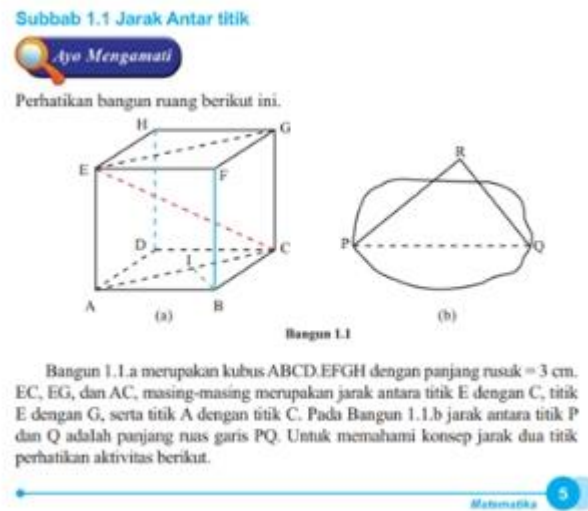 Subbab 1.1 Jarak Antar titik
Ayo Mengamati
Perhatikan bangun ruang berikut ini.
H
G
E
F
R
D
I
C
P
Q
A
B
(a)
(b)
Bangun 1.1
Bangun 1.1.a merupakan kubus ABCD.EFGH dengan panjang rusuk = 3 cm.
EC, EG, dan AC, masing-masing merupakan jarak antara titik E dengan C, titik
E dengan G, serta titik A dengan titik C. Pada Bangun 1.1.b jarak antara titik P
dan Q adalah panjang ruas garis PQ. Untuk memahami konsep jarak dua titik
perhatikan aktivitas berikut.
Matematika
5